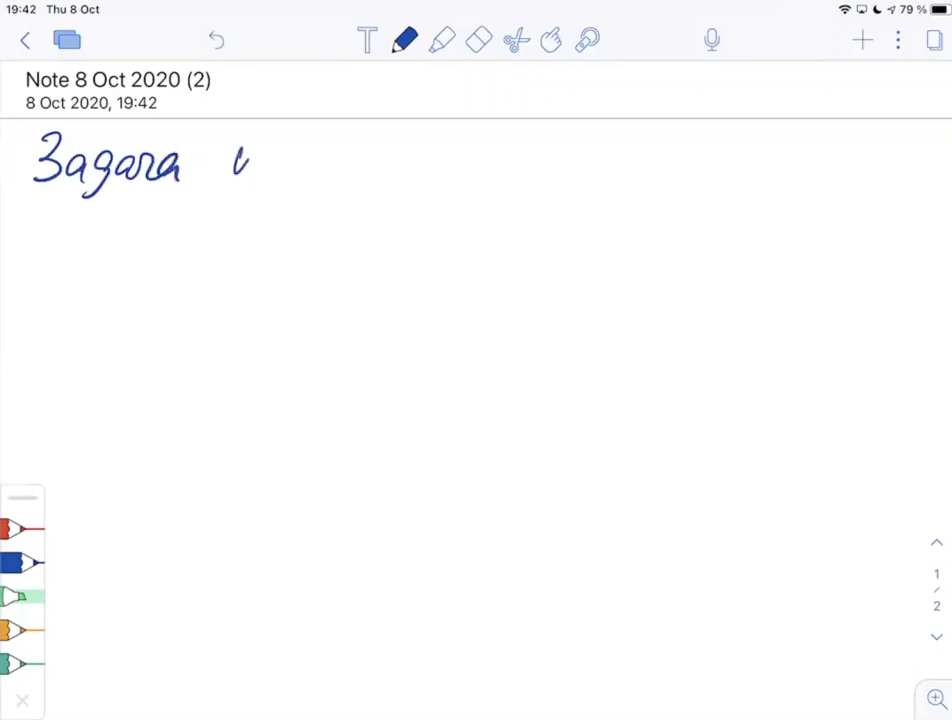 19:42 Thu 8 Oct 79 %
T
Note 8 Oct 2020 (2)
8 Oct 2020, 19:42
Задача
1
/
2